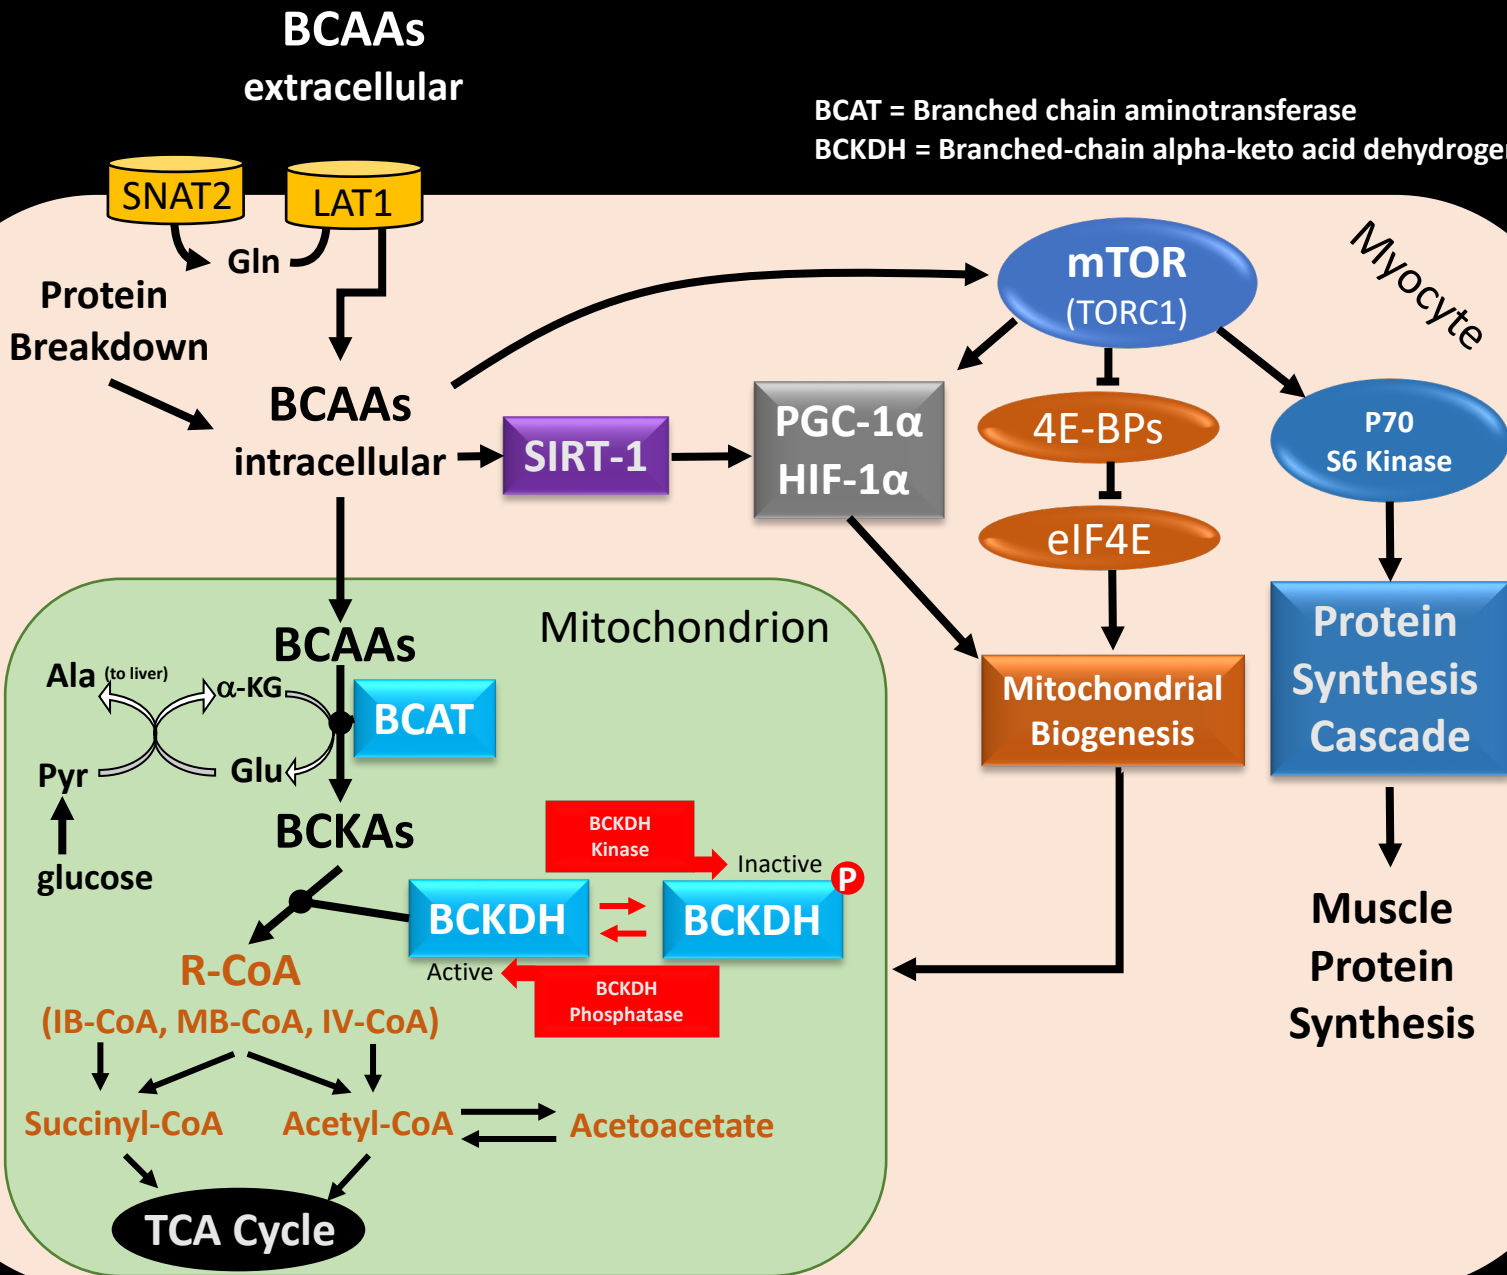 BCAAs
extracellular
BCAT = Branched chain aminotransferase
BCKDH = Branched-chain alpha-keto acid dehydrogen
SNAT2
LAT1
Gln
Protein
Breakdown
BCAAs
intracellular
SIRT-1
PGC-1α
HIF-1α
mTOR
(TORC1)
Myocyte
4E-BPs
eIF4E
P70
S6 Kinase
Mitochondrial
Biogenesis
Protein
Synthesis
Cascade
Muscle
Protein
Synthesis
Mitochondrion
BCAAs
Ala (to liver)
α-KG
BCAT
Pyr
Glu
glucose
BCKAs
BCKDH
Kinase
Inactive
P
BCKDH
BCKDH
Active
BCKDH
Phosphatase
R-CoA
(IB-CoA, MB-CoA, IV-CoA)
Succinyl-CoA
Acetyl-CoA
Acetoacetate
TCA Cycle